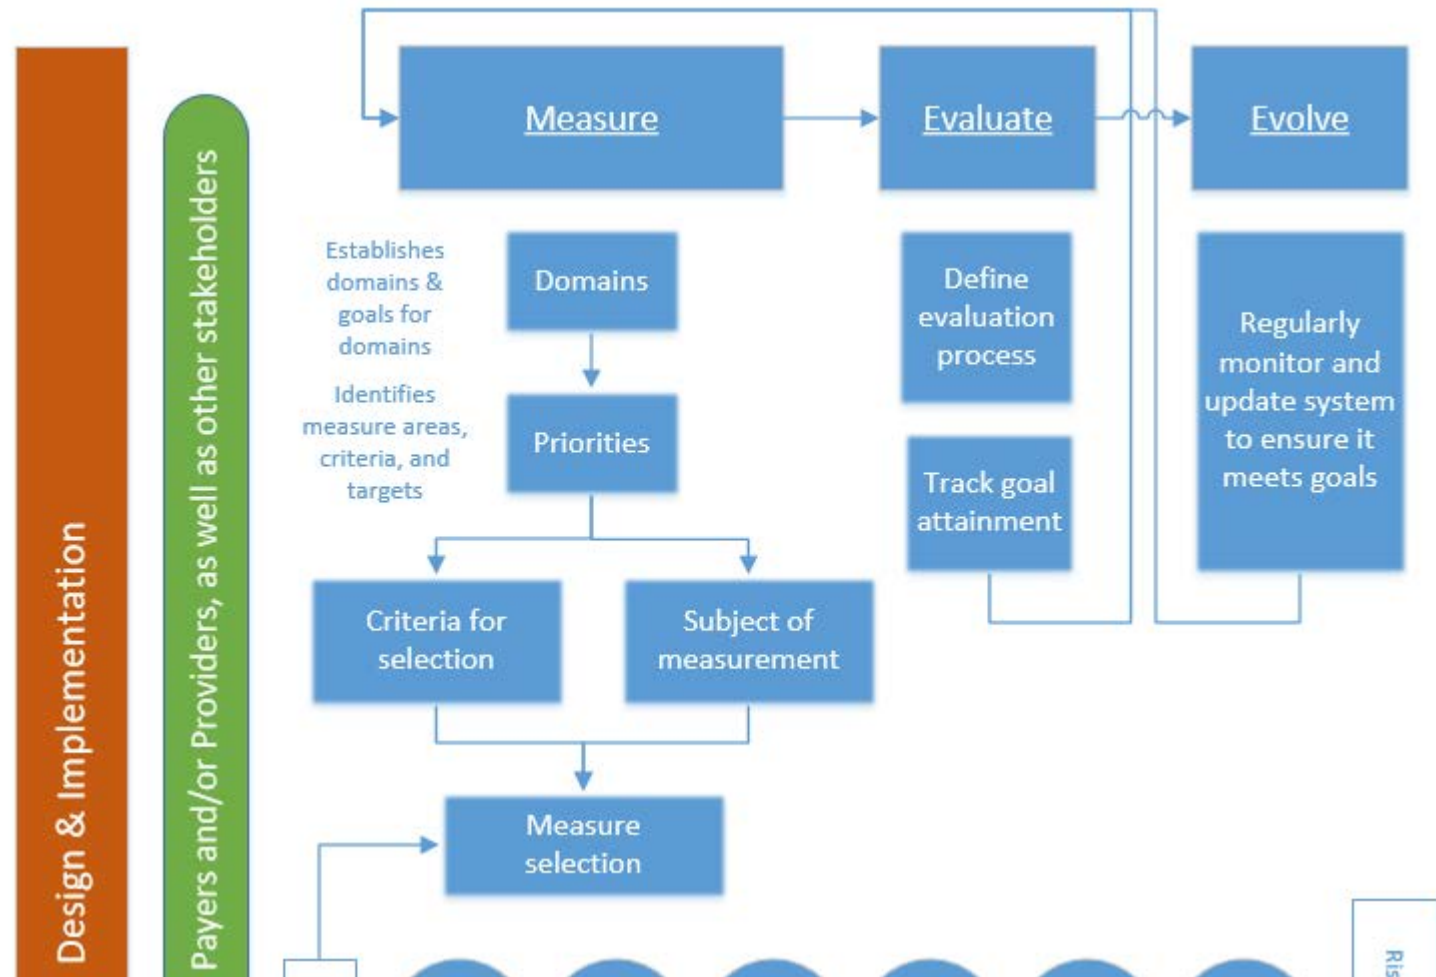 Design & Implementation
Payers and/or Providers, as well as other stakeholders
Measure
Evaluate
Evolve
Establishes
domains &
goals for
domains
Identifies
measure areas,
criteria, and
targets
Domains
Priorities
Criteria for
selection
Subject of
measurement
Measure
selection
Define
evaluation
process
Track goal
attainment
Regularly
monitor and
update system
to ensure it
meets goals